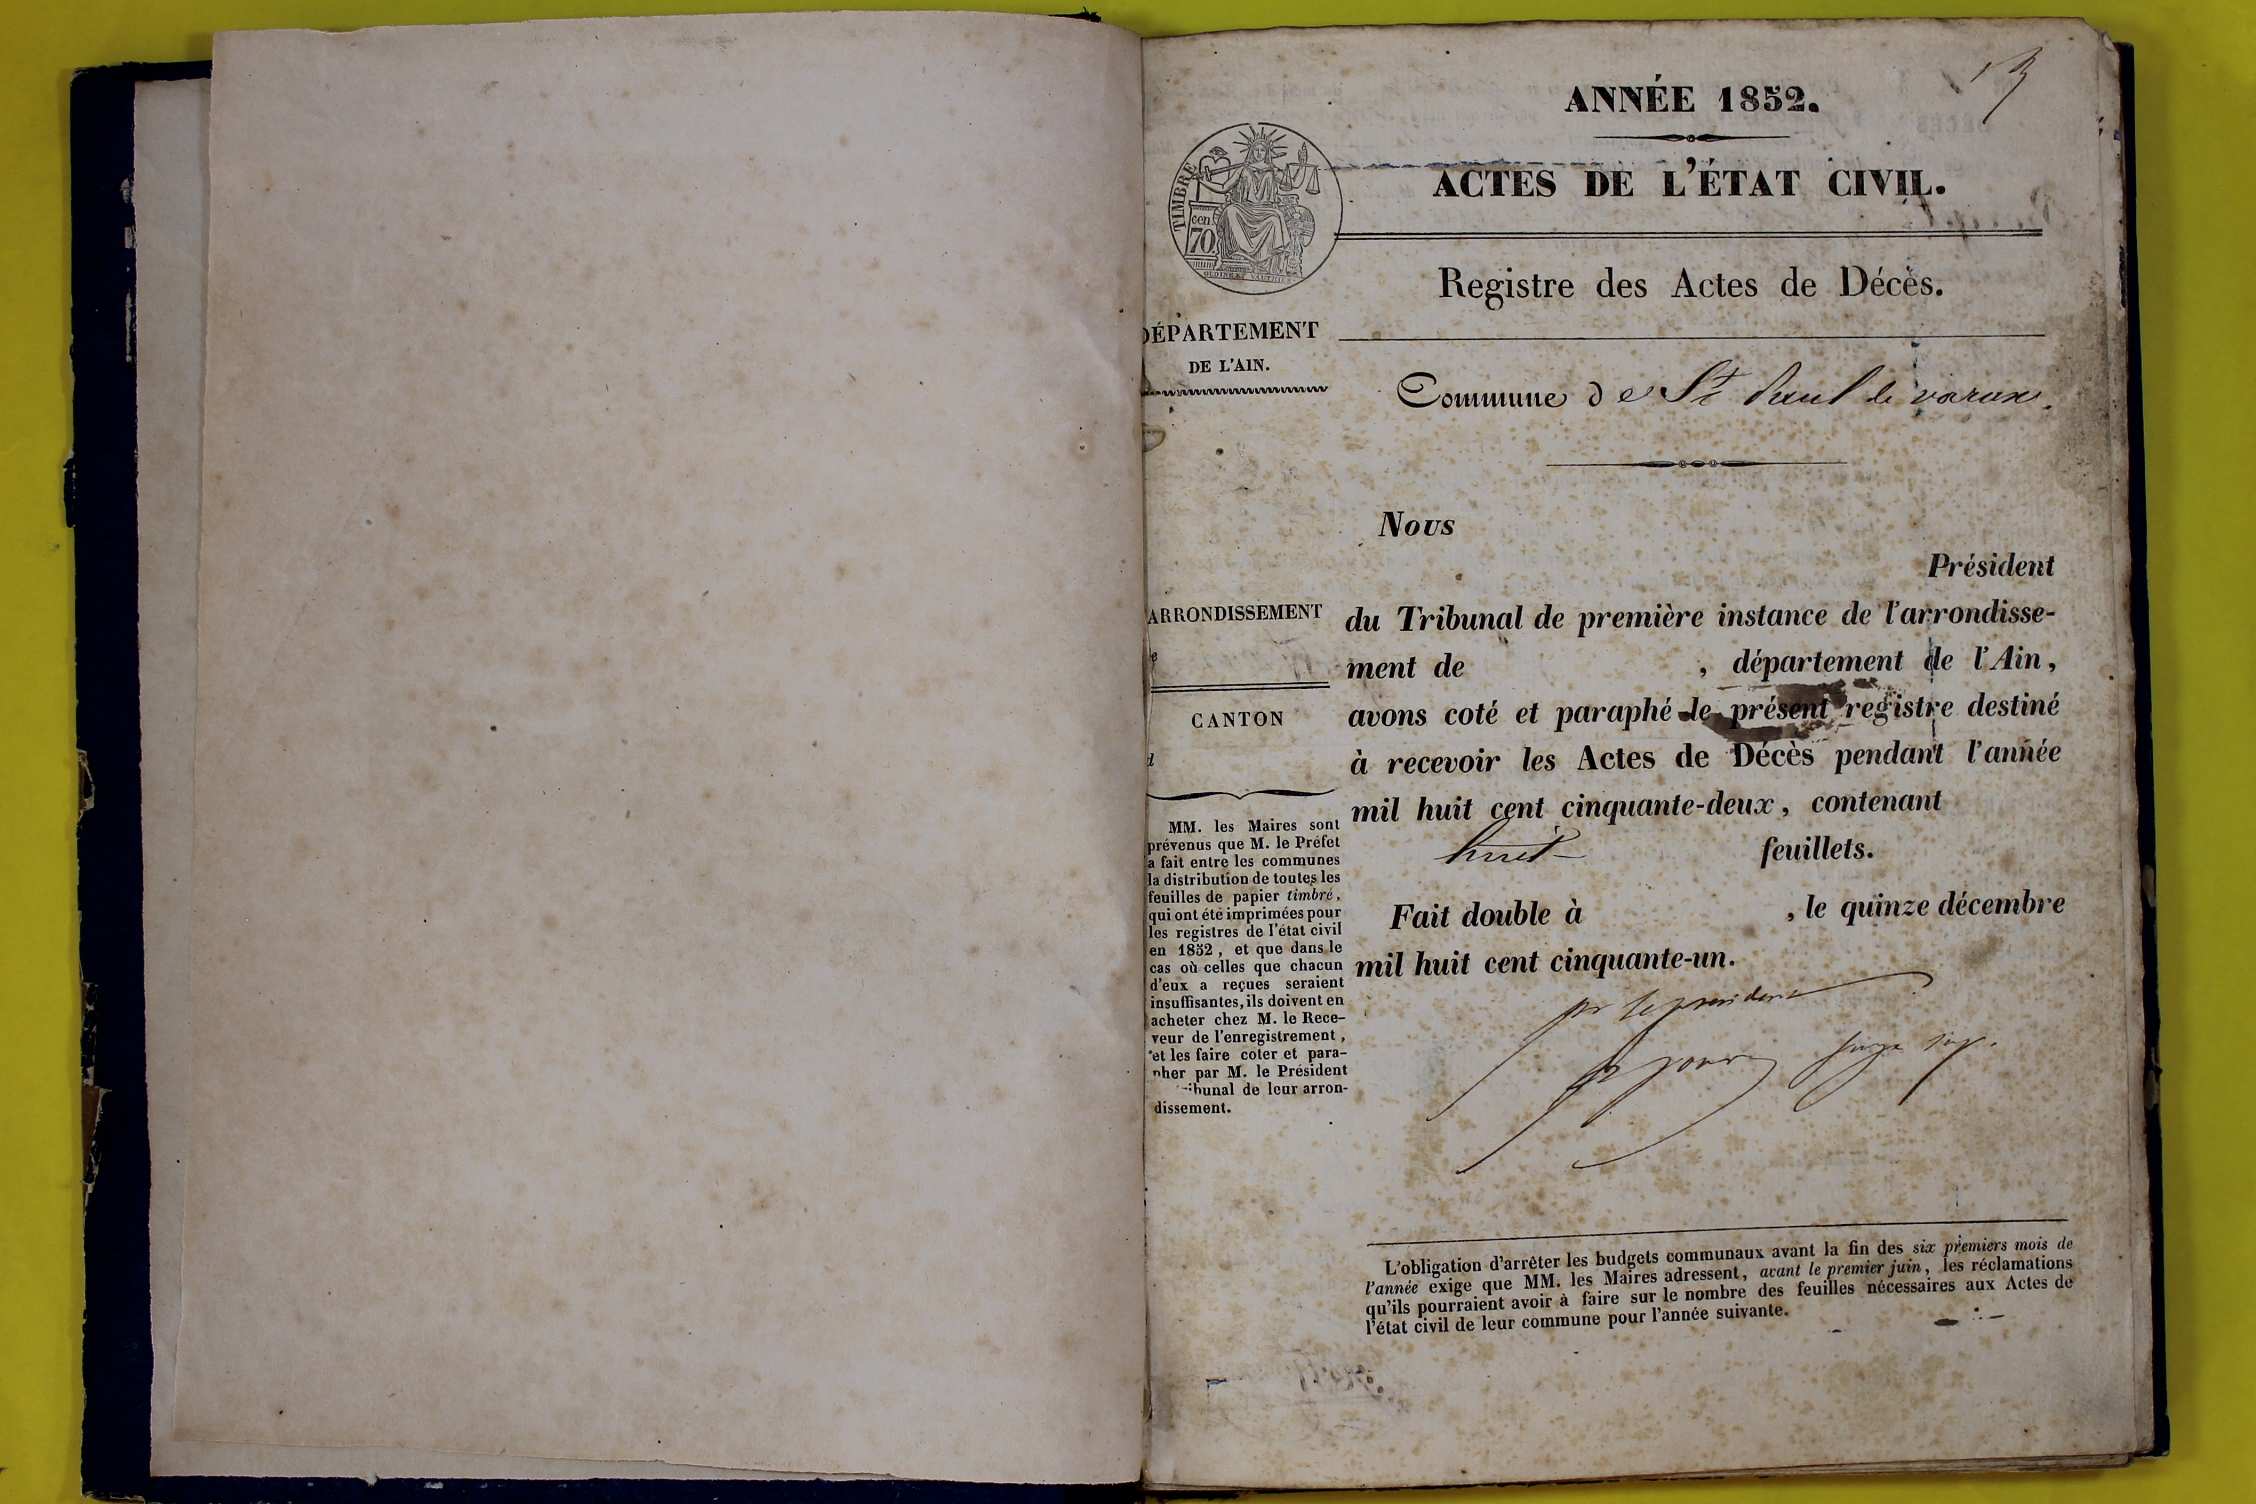 ANNÉE 1852.
ACTES DE L'ÉTAT CIVIL.
TIMBRE
cen
70
Registre des Actes de Décès.
DÉPARTEMENT
DE L'AIN.
Commune de St Paul de varax.
Nous
Président
du Tribunal de première instance de l'arrondisse-
ment de , département de l'Ain,
avons coté et paraphé le présent registre destiné
à recevoir les Actes de Décès pendant l'année
mil huit cent cinquante-deux, contenant
huit feuillets.
Fait double à , le quinze décembre
mil huit cent cinquante-un.
pr le président
juge sup.
ARRONDISSEMENT
CANTON
MM. les Maires sont
prévenus que M. le Préfet
a fait entre les communes
la distribution de toutes les
feuilles de papier timbré,
qui ont été imprimées pour
les registres de l'état civil
en 1852, et que dans le
cas où celles que chacun
d'eux a reçues seraient
insuffisantes, ils doivent en
acheter chez M. le Rece-
veur de l'enregistrement,
et les faire coter et para-
pher par M. le Président
ribunal de leur arron-
dissement.
L'obligation d'arrêter les budgets communaux avant la fin des six premiers mois de
l'année exige que MM. les Maires adressent, avant le premier juin, les réclamations
qu'ils pourraient avoir à faire sur le nombre des feuilles nécessaires aux Actes de
l'état civil de leur commune pour l'année suivante.